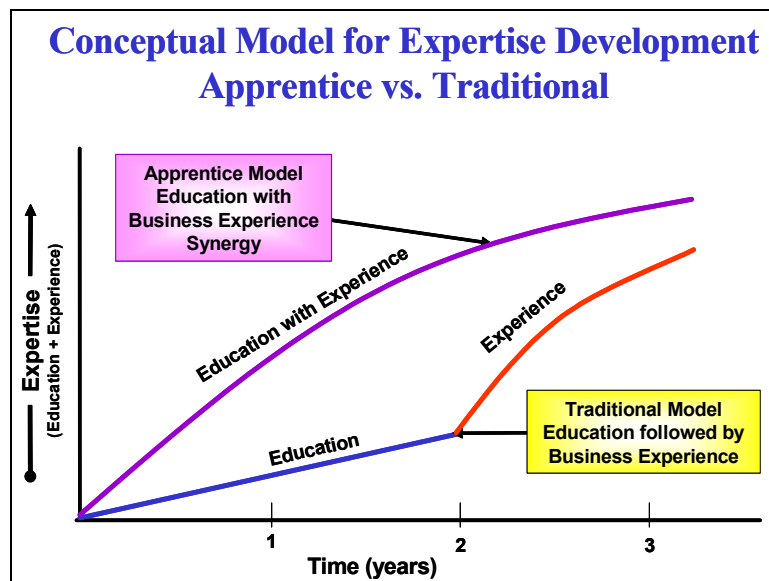 Conceptual Model for Expertise Development
Apprentice vs. Traditional
Apprentice Model
Education with
Business Experience
Synergy
Expertise
(Education + Experience)
Education with Experience
Experience
Education
Traditional Model
Education followed by
Business Experience
1
2
3
Time (years)